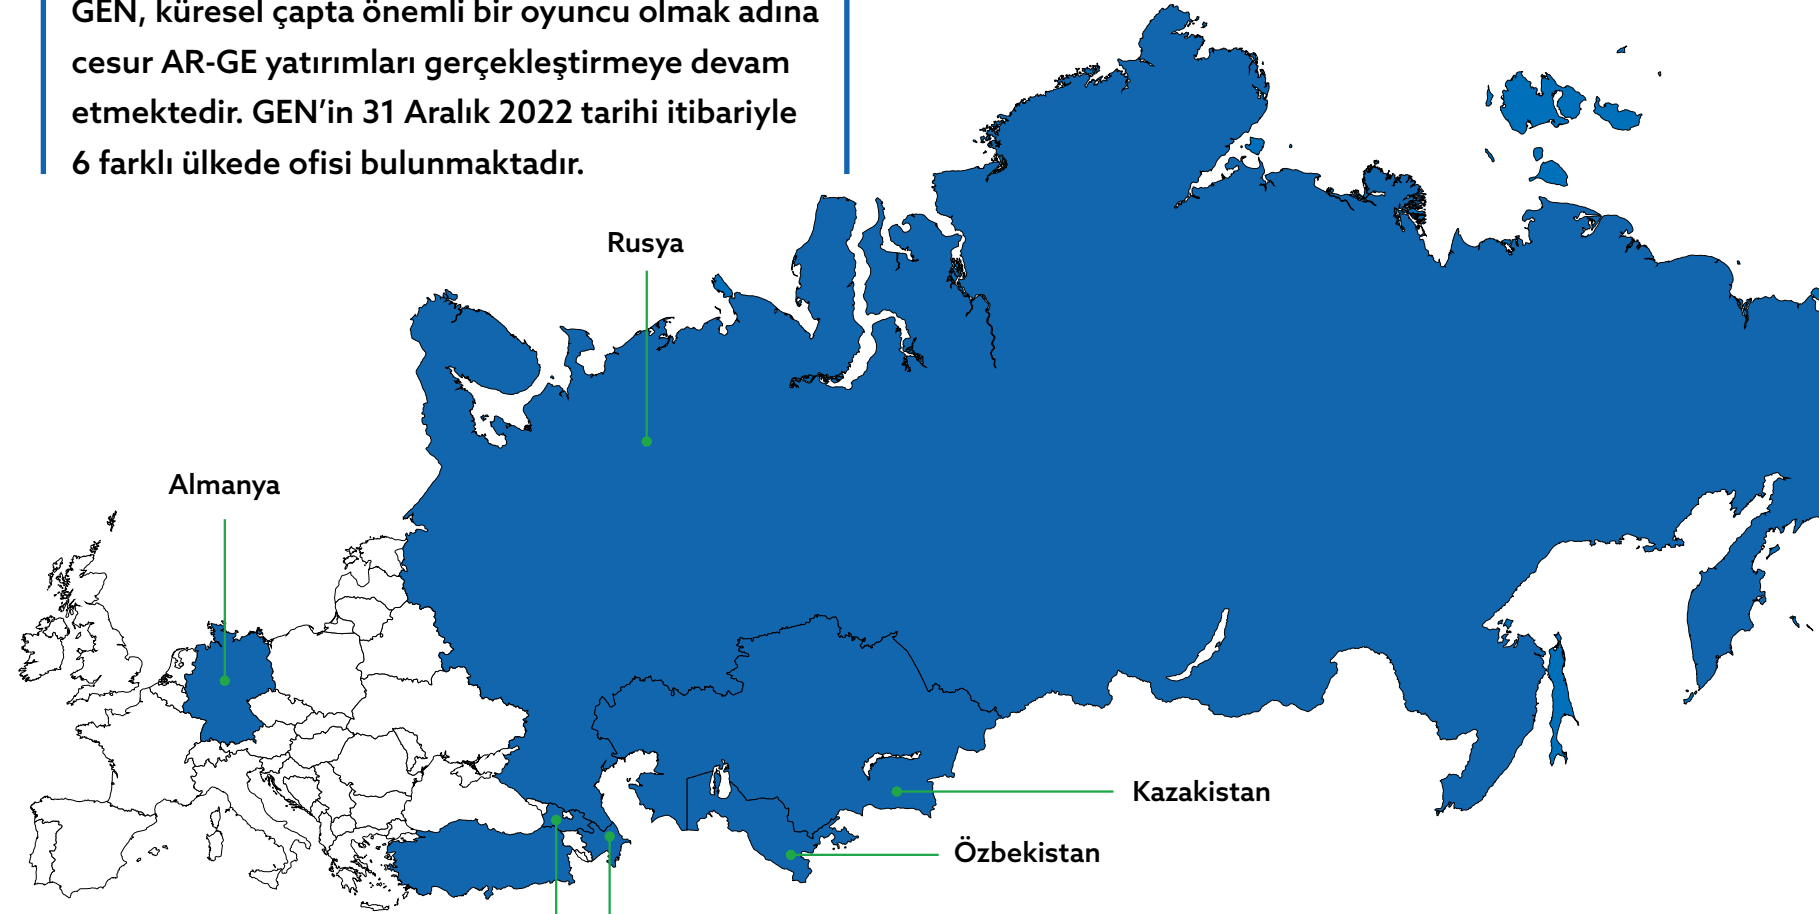 GEN, küresel çapta önemli bir oyuncu olmak adına
cesur AR-GE yatırımları gerçekleştirmeye devam
etmektedir. GEN’in 31 Aralık 2022 tarihi itibariyle
6 farklı ülkede ofisi bulunmaktadır.
Rusya
Almanya
Kazakistan
Özbekistan